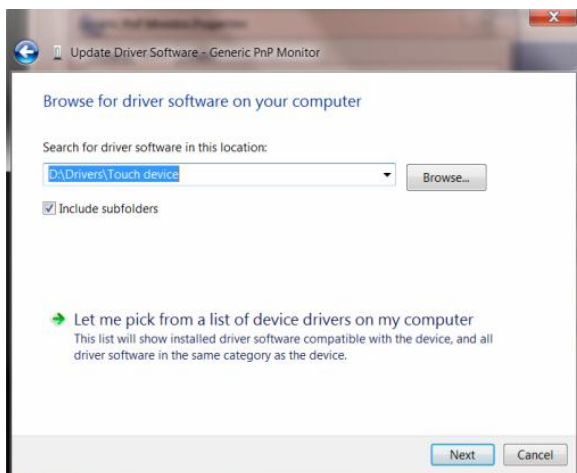 Update Driver Software - Generic PnP Monitor
Browse for driver software on your computer
Search for driver software in this location:
D:\Drivers\Touch device
Browse...
Include subfolders
Let me pick from a list of device drivers on my computer
This list will show installed driver software compatible with the device, and all
driver software in the same category as the device.
Next
Cancel